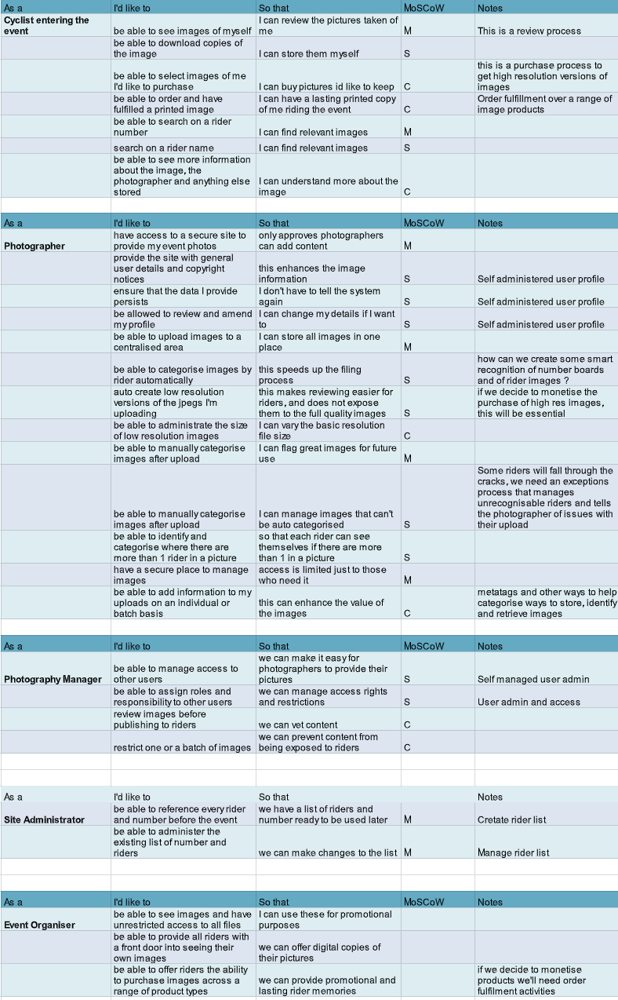 As a I'd like to So that MoSCoW Notes
Cyclist entering the I can review the pictures taken of
event be able to see images of myself me M This is a review process
be able to download copies
of the image I can store them myself S
this is a purchase process to
be able to select images of me get high resolution versions of
I'd like to purchase I can buy pictures id like to keep C images
be able to order and have I can have a lasting printed copy Order fulfillment over a range of
fulfilled a printed image of me riding the event C image products
be able to search on a rider
number I can find relevant images M
search on a rider name I can find relevant images S
be able to see more information
about the image, the
photographer and anything else I can understand more about the
stored image C
As a I'd like to So that MoSCoW Notes
have access to a secure site to only approves photographers
Photographer provide my event photos can add content M
provide the site with general
user details and copyright this enhances the image
notices information S Self administered user profile
ensure that the data I provide I don't have to tell the system
persists again S Self administered user profile
be allowed to review and amend I can change my details if I want
my profile to S Self administered user profile
be able to upload images to a I can store all images in one
centralised area place M
how can we create some smart
be able to categorise images by this speeds up the filing recognition of number boards
rider automatically process S and of rider images ?
auto create low resolution this makes reviewing easier for if we decide to monetise the
versions of the jpegs I'm riders, and does not expose purchase of high res images,
uploading them to the full quality images S this will be essential
be able to administrate the size I can vary the basic resolution
of low resolution images file size C
be able to manually categorise I can flag great images for future
images after upload use M
Some riders will fall through the
cracks, we need an exceptions
process that manages
unrecognisable riders and tells
be able to manually categorise I can manage images that can't the photographer of issues with
images after upload be auto categorised S their upload
be able to identify and so that each rider can see
categorise where there are themselves if there are more
more than 1 rider in a picture than 1 in a picture S
have a secure place to manage access is limited just to those
images who need it M
be able to add information to my metatags and other ways to help
uploads on an individual or this can enhance the value of categorise ways to store, identify
batch basis the images C and retrieve images
As a I'd like to So that MoSCoW Notes
we can make it easy for
be able to manage access to photographers to provide their
Photography Manager other users pictures S Self managed user admin
be able to assign roles and we can manage access rights
responsibility to other users and restrictions S User admin and access
review images before
publishing to riders we can vet content C
we can prevent content from
restrict one or a batch of images being exposed to riders C
As a I'd like to So that Notes
be able to reference every rider we have a list of riders and
Site Administrator and number before the event number ready to be used later M Cretate rider list
be able to administer the
existing list of number and
riders we can make changes to the list M Manage rider list
As a I'd like to So that MoSCoW Notes
be able to see images and have I can use these for promotional
Event Organiser unrestricted access to all files purposes
be able to provide all riders with
a front door into seeing their we can offer digital copies of
own images their pictures
be able to offer riders the ability if we decide to monetise
to purchase images across a we can provide promotional and products we'll need order
range of product types lasting rider memories fulfilment activities